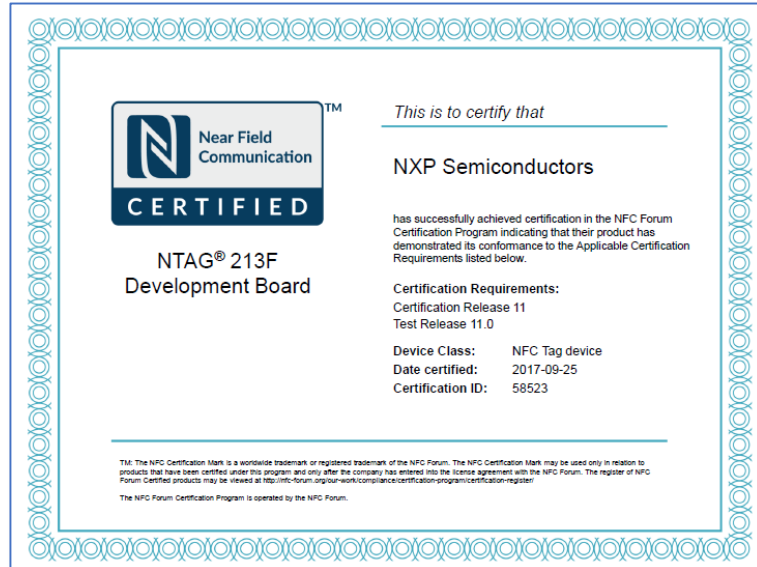 Near Field
Communication
TM
CERTIFIED
NTAG® 213F
Development Board
This is to certify that
NXP Semiconductors
has successfully achieved certification in the NFC Forum
Certification Program indicating that their product has
demonstrated its conformance to the Applicable Certification
Requirements listed below.
Certification Requirements:
Certification Release 11
Test Release 11.0
Device Class: NFC Tag device
Date certified: 2017-09-25
Certification ID: 58523
TM: The NFC Certification Mark is a worldwide trademark or registered trademark of the NFC Forum. The NFC Certification Mark may be used only in relation to
products that have been certified under this program and only after the company has entered into the license agreement with the NFC Forum. The register of NFC
Forum Certified products may be viewed at http://nfc-forum.org/our-work/compliance/certification-program/certification-register/
The NFC Forum Certification Program is operated by the NFC Forum.